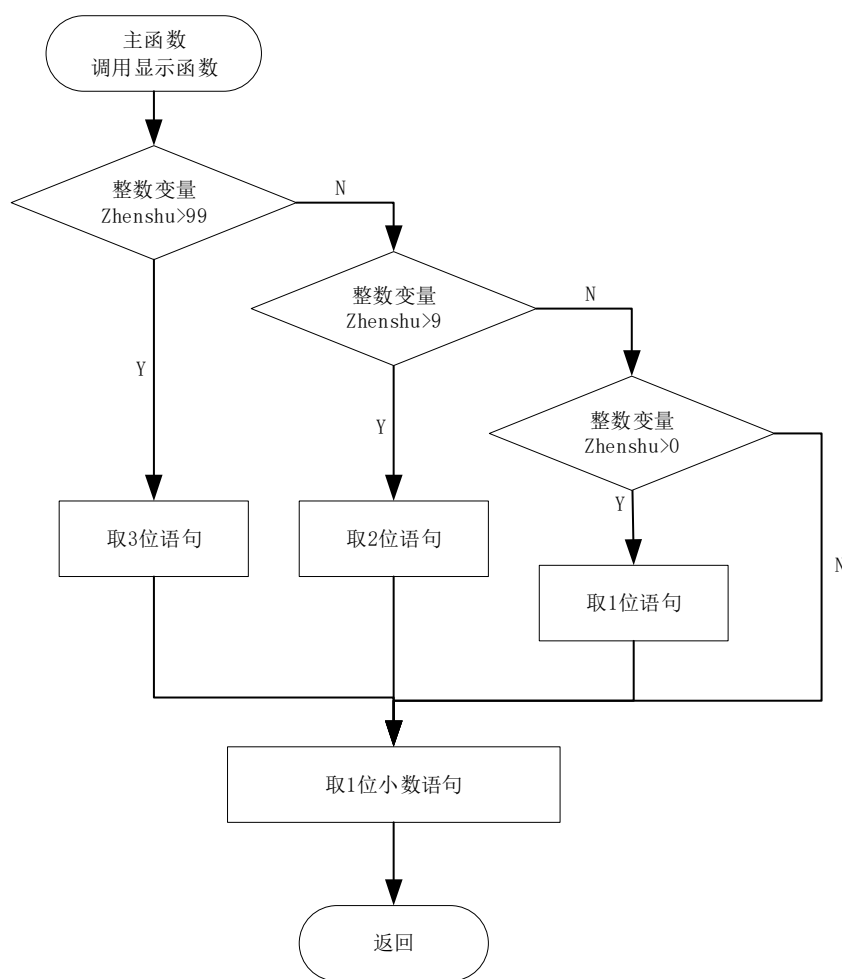 主函数
调用显示函数
整数变量
Zhenshu>99
N
整数变量
Zhenshu>9
N
Y
整数变量
Zhenshu>0
Y
Y
取3位语句
取2位语句
N
取1位语句
取1位小数语句
返回